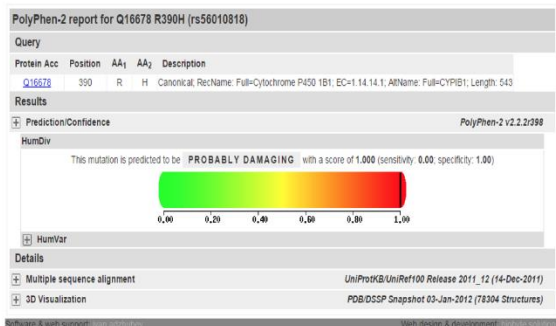 PolyPhen-2 report for Q16678 R390H (rs56010818)
Query
Protein Acc Position AA1 AA2 Description
Q16678 390 R H Canonical; RecName: Full=Cytochrome P450 1B1; EC=1.14.14.1; AltName: Full=CYPIB1; Length: 543
Results
+ Prediction/Confidence PolyPhen-2 v2.2.2r398
HumDiv
This mutation is predicted to be PROBABLY DAMAGING with a score of 1.000 (sensitivity: 0.00; specificity: 1.00)
0.00 0.20 0.40 0.60 0.80 1.00
+ HumVar
Details
+ Multiple sequence alignment UniProtKB/UniRef100 Release 2011_12 (14-Dec-2011)
+ 3D Visualization PDB/DSSP Snapshot 03-Jan-2012 (78304 Structures)
Software & web support: Web design & development: